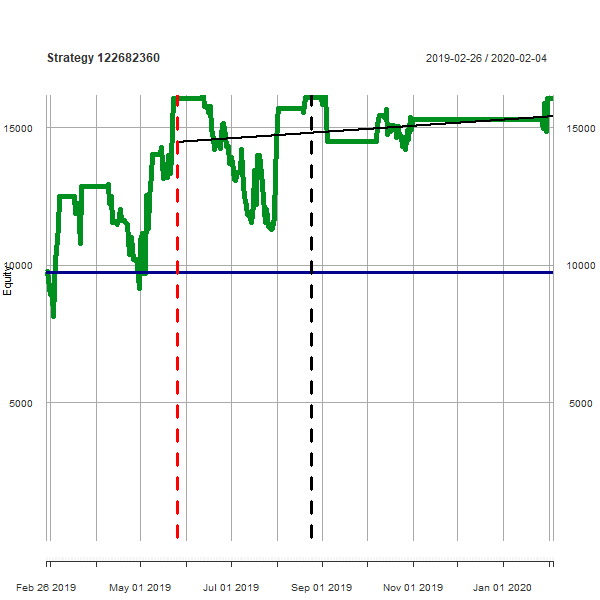 Strategy 122682360
2019-02-26 / 2020-02-04
15000
15000
10000
10000
Equity
5000
5000
Feb 26 2019
May 01 2019
Jul 01 2019
Sep 01 2019
Nov 01 2019
Jan 01 2020